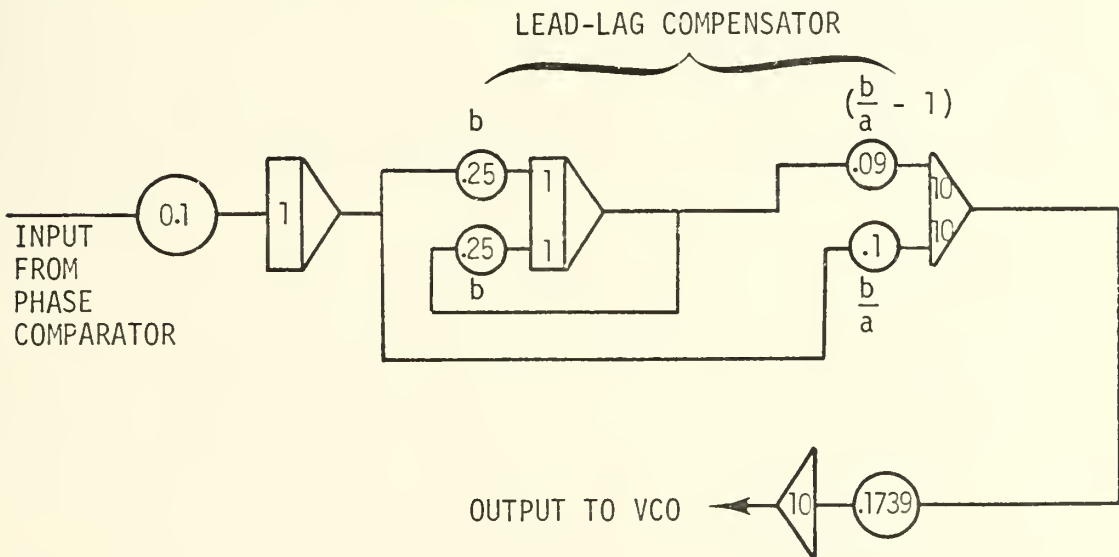 LEAD-LAG COMPENSATOR
b
(b/a - 1)
.25
1
.09
10
0.1
1
.25
1
b
.1
10
b/a
INPUT
FROM
PHASE
COMPARATOR
OUTPUT TO VCO
10
.1739